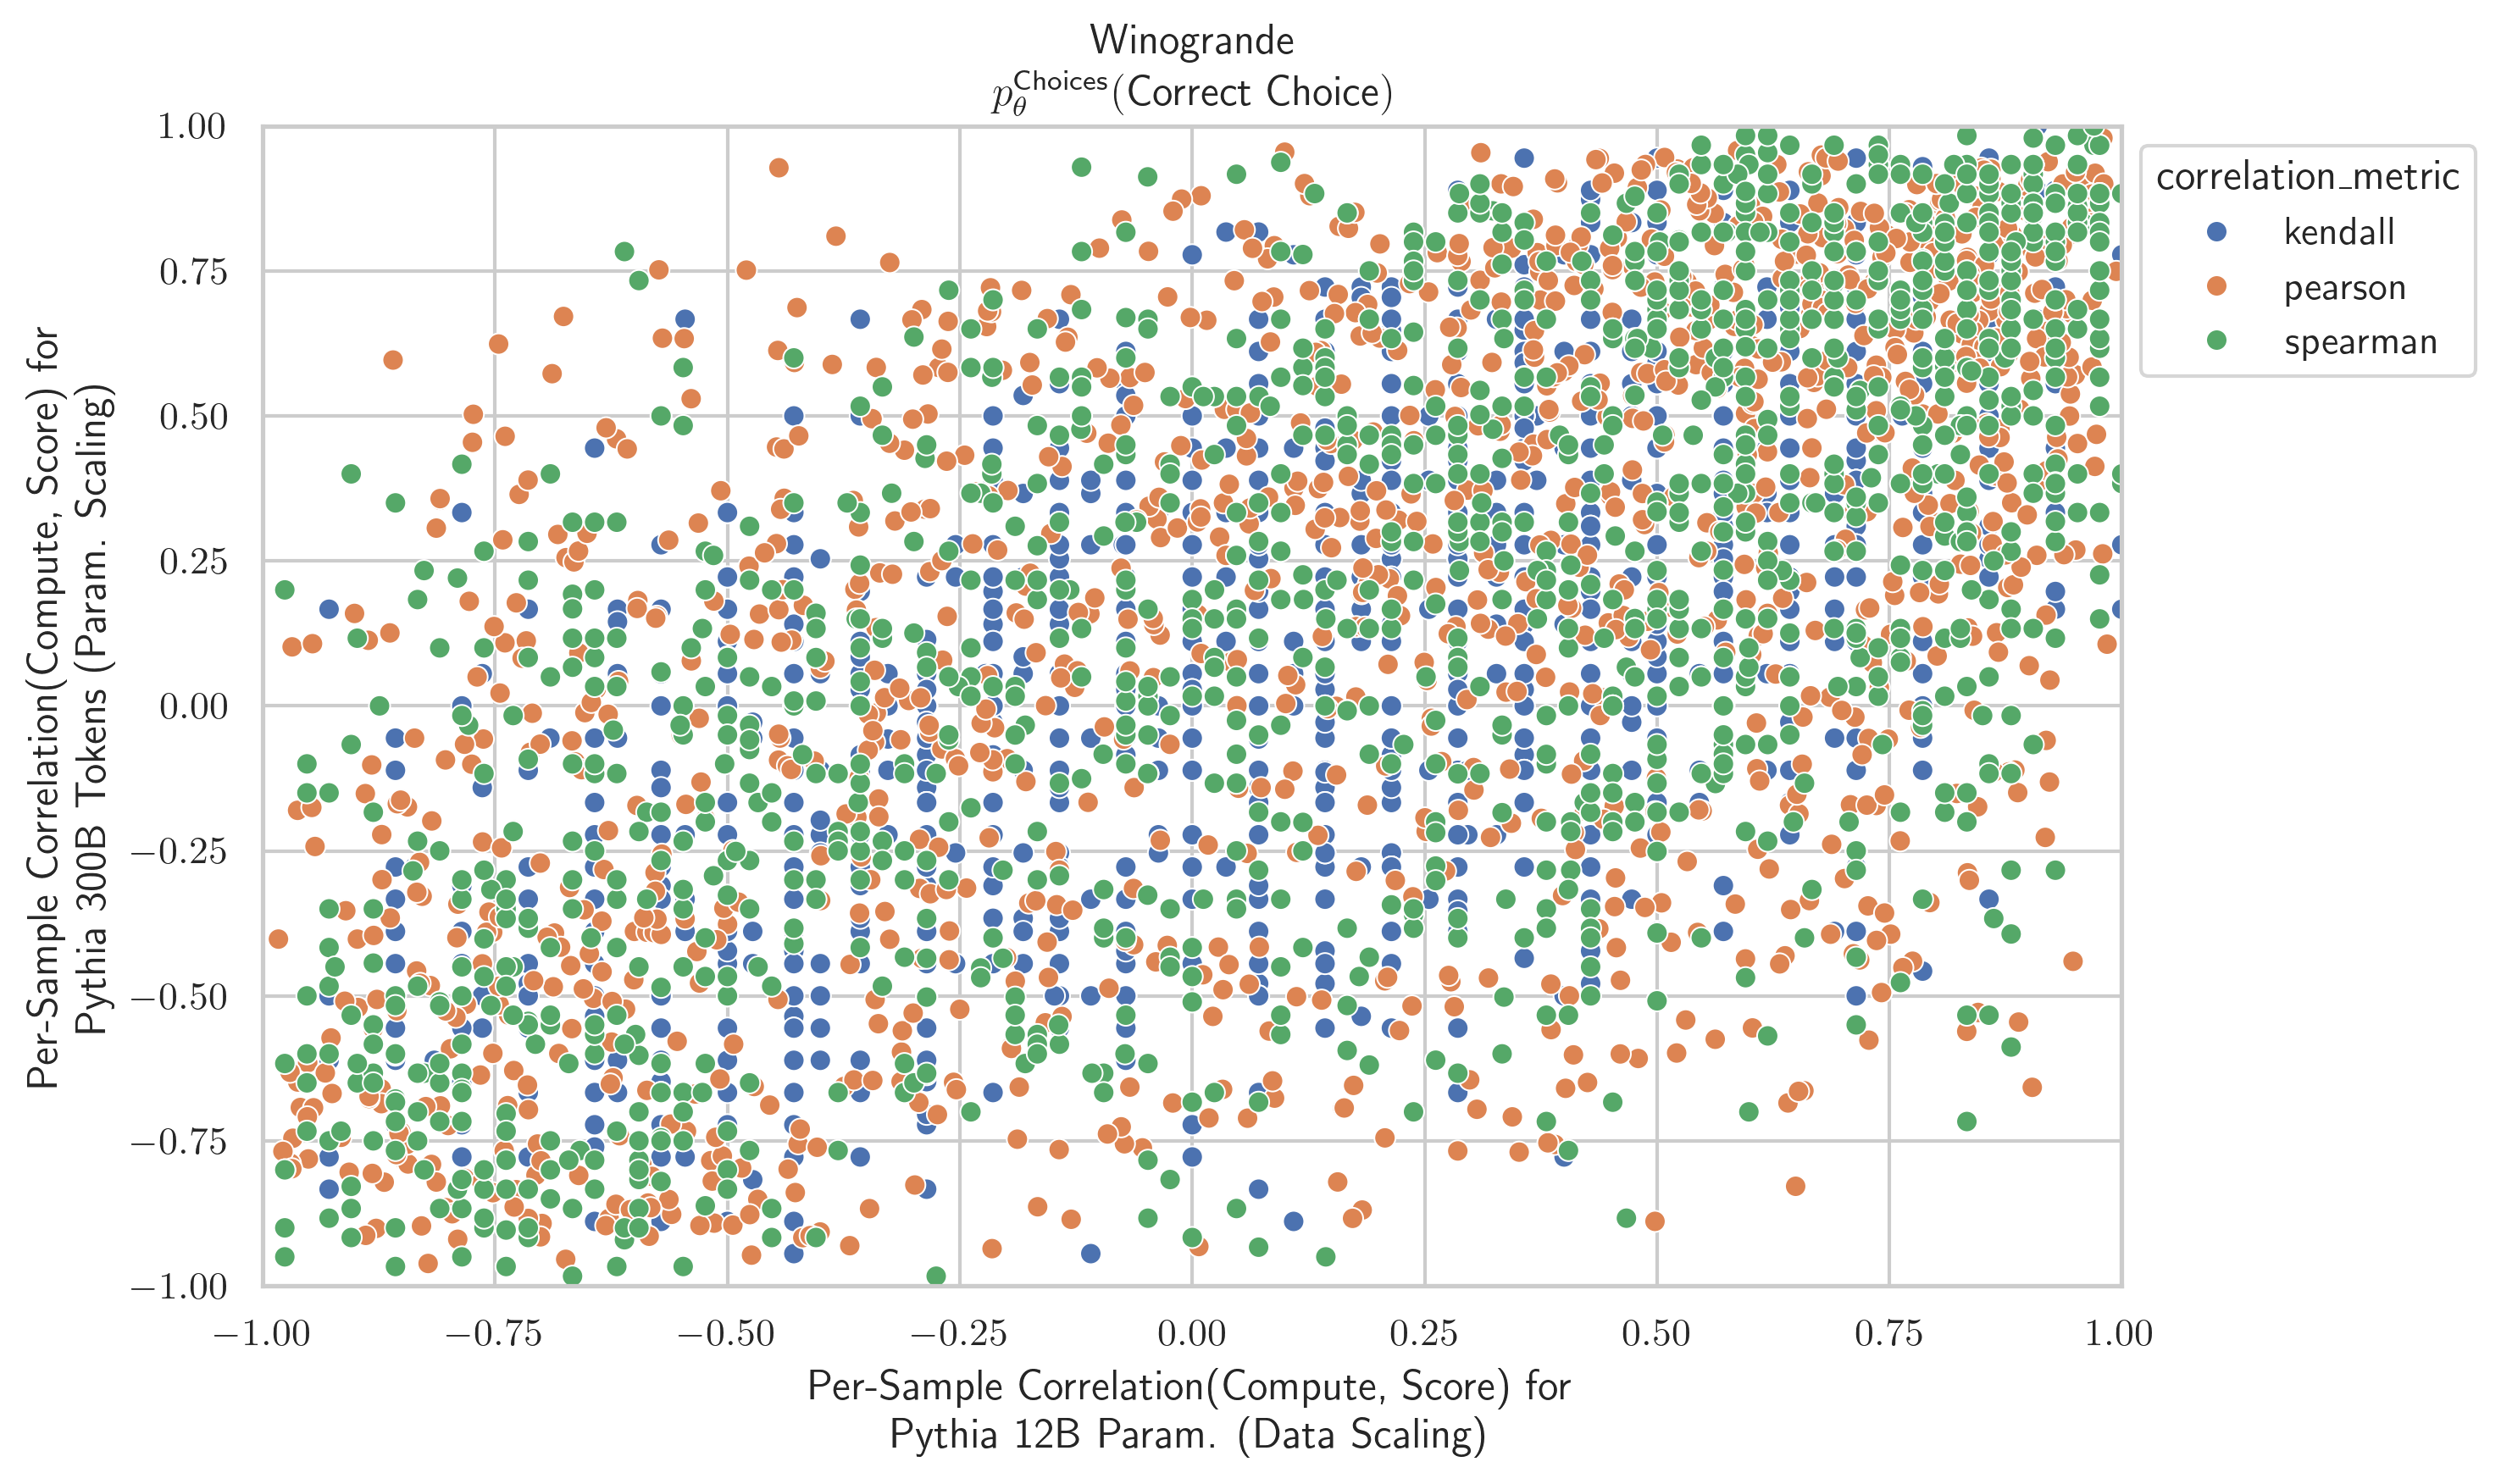 Winogrande
p_θ^Choices(Correct Choice)
Per-Sample Correlation(Compute, Score) for
Pythia 300B Tokens (Param. Scaling)
1.00
0.75
0.50
0.25
0.00
−0.25
−0.50
−0.75
−1.00
−1.00 −0.75 −0.50 −0.25 0.00 0.25 0.50 0.75 1.00
Per-Sample Correlation(Compute, Score) for
Pythia 12B Param. (Data Scaling)
correlation_metric
kendall
pearson
spearman